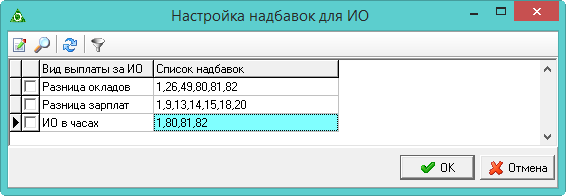 Настройка надбавок для ИО
Вид выплаты за ИО Список надбавок
Разница окладов 1,26,49,80,81,82
Разница зарплат 1,9,13,14,15,18,20
ИО в часах 1,80,81,82
OK Отмена